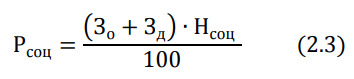 Р_соц = (З_о + З_д) · Н_соц / 100 (2.3)